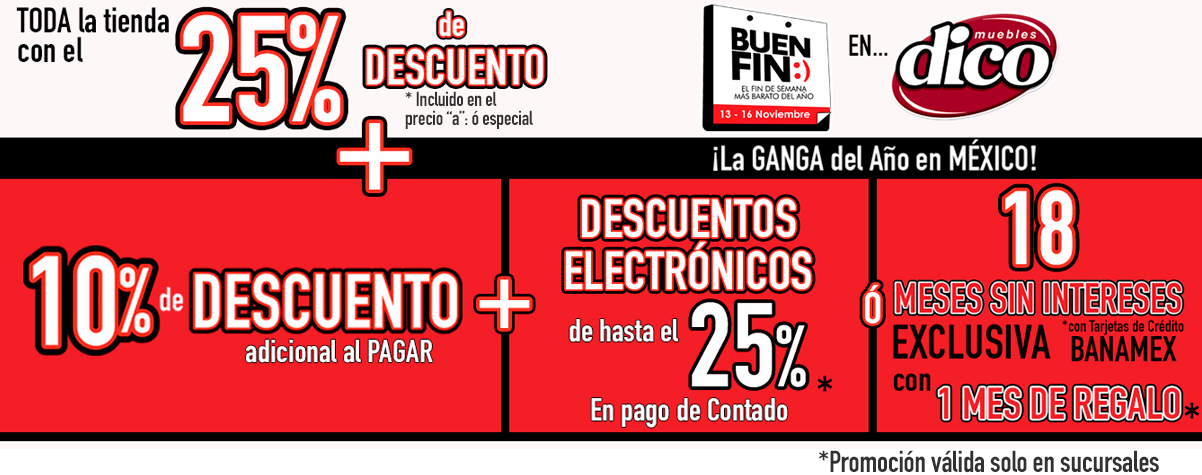 TODA la tienda
con el
25%
de
DESCUENTO
* Incluido en el
precio "a": ó especial
BUEN
FIN:)
EL FIN DE SEMANA
MÁS BARATO DEL AÑO
13 - 16 Noviembre
EN...
muebles
dico
+
¡La GANGA del Año en MÉXICO!
10% de DESCUENTO
adicional al PAGAR
+
DESCUENTOS
ELECTRÓNICOS
de hasta el 25% *
En pago de Contado
ó
18
MESES SIN INTERESES
EXCLUSIVA *con Tarjetas de Crédito
BANAMEX
con 1 MES DE REGALO*
*Promoción válida solo en sucursales